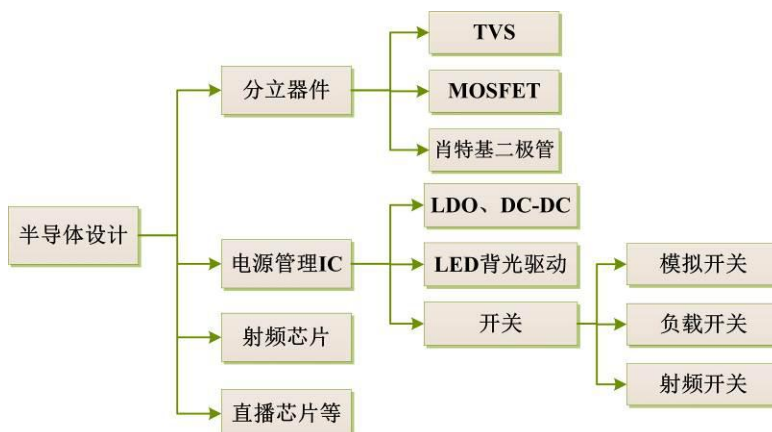 半导体设计
分立器件
TVS
MOSFET
肖特基二极管
电源管理IC
LDO、DC-DC
LED背光驱动
开关
模拟开关
负载开关
射频开关
射频芯片
直播芯片等